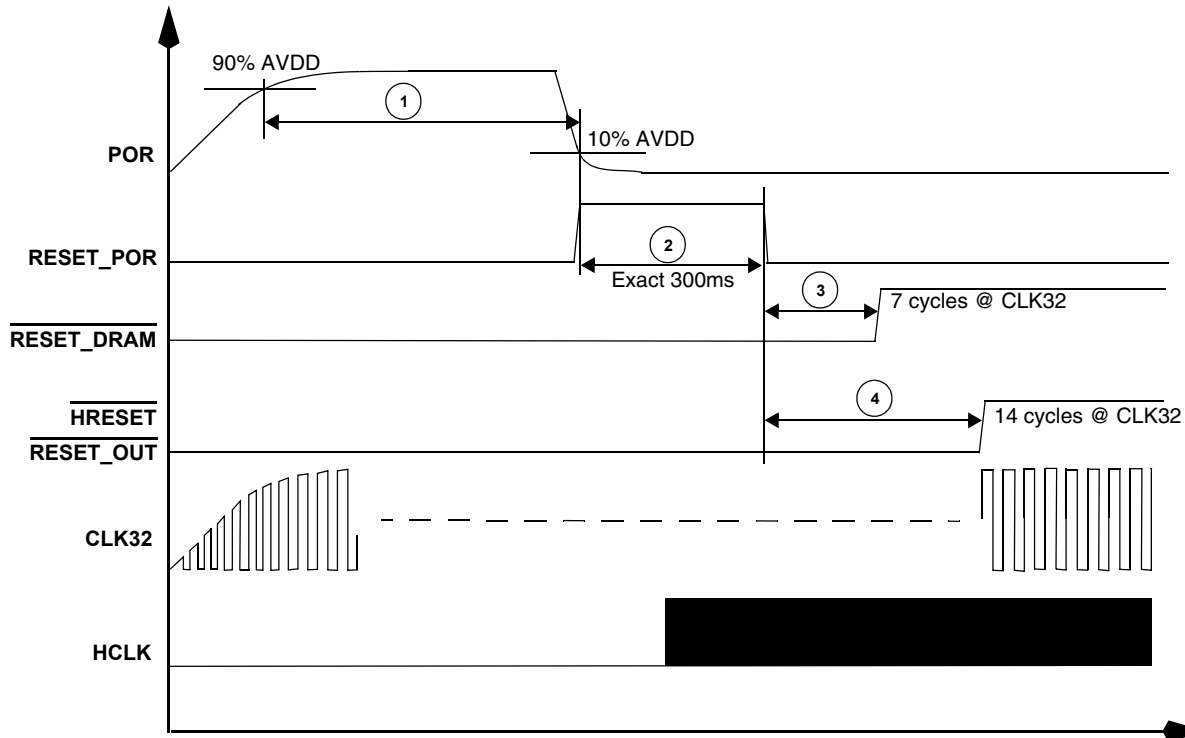 90% AVDD
1
10% AVDD
POR
2
RESET_POR
Exact 300ms
3
7 cycles @ CLK32
RESET_DRAM
4
HRESET
14 cycles @ CLK32
RESET_OUT
CLK32
HCLK